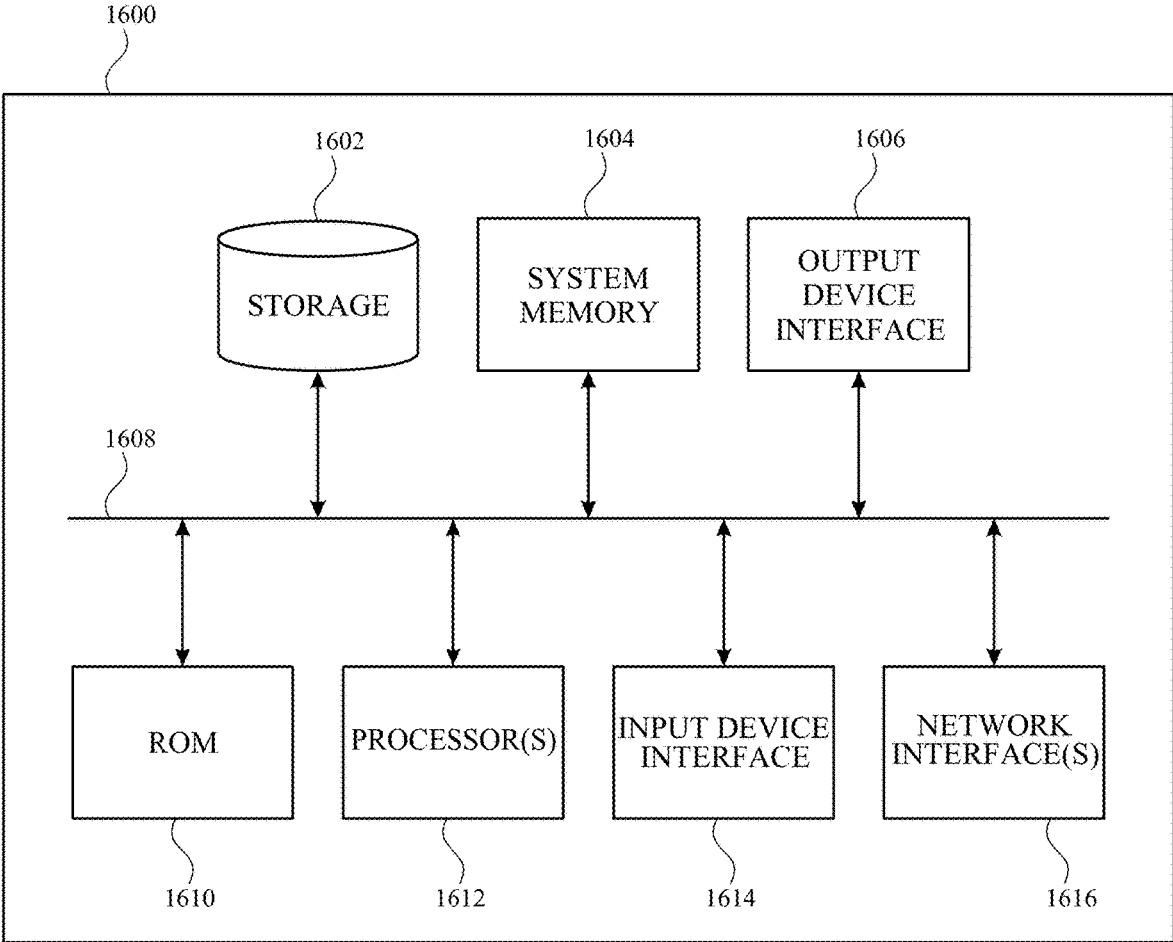 1600
1602
1604
1606
STORAGE
SYSTEM
MEMORY
OUTPUT
DEVICE
INTERFACE
1608
ROM
PROCESSOR(S)
INPUT DEVICE
INTERFACE
NETWORK
INTERFACE(S)
1610
1612
1614
1616